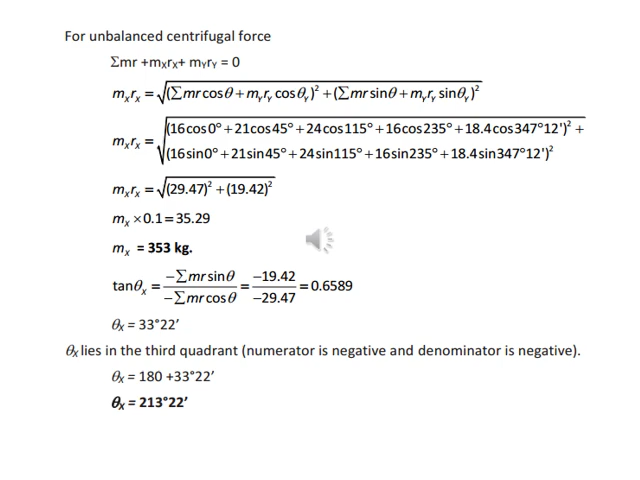 For unbalanced centrifugal force
Σmr +mXrX+ mYrY = 0
mₓrₓ = √(Σmr cosθ + mYrY cosθY)² + (Σmr sinθ + mYrY sinθY)²
mₓrₓ = √(16cos0° + 21cos45° + 24cos115° + 16cos235° + 18.4cos347°12')² +
(16sin0° + 21sin45° + 24sin115° + 16sin235° + 18.4sin347°12')²
mₓrₓ = √(29.47)² + (19.42)²
mₓ × 0.1 = 35.29
mₓ = 353 kg.
tanθₓ = −Σmr sinθ / −Σmr cosθ = −19.42 / −29.47 = 0.6589
θX = 33°22’
θX lies in the third quadrant (numerator is negative and denominator is negative).
θX = 180 +33°22’
θX = 213°22’